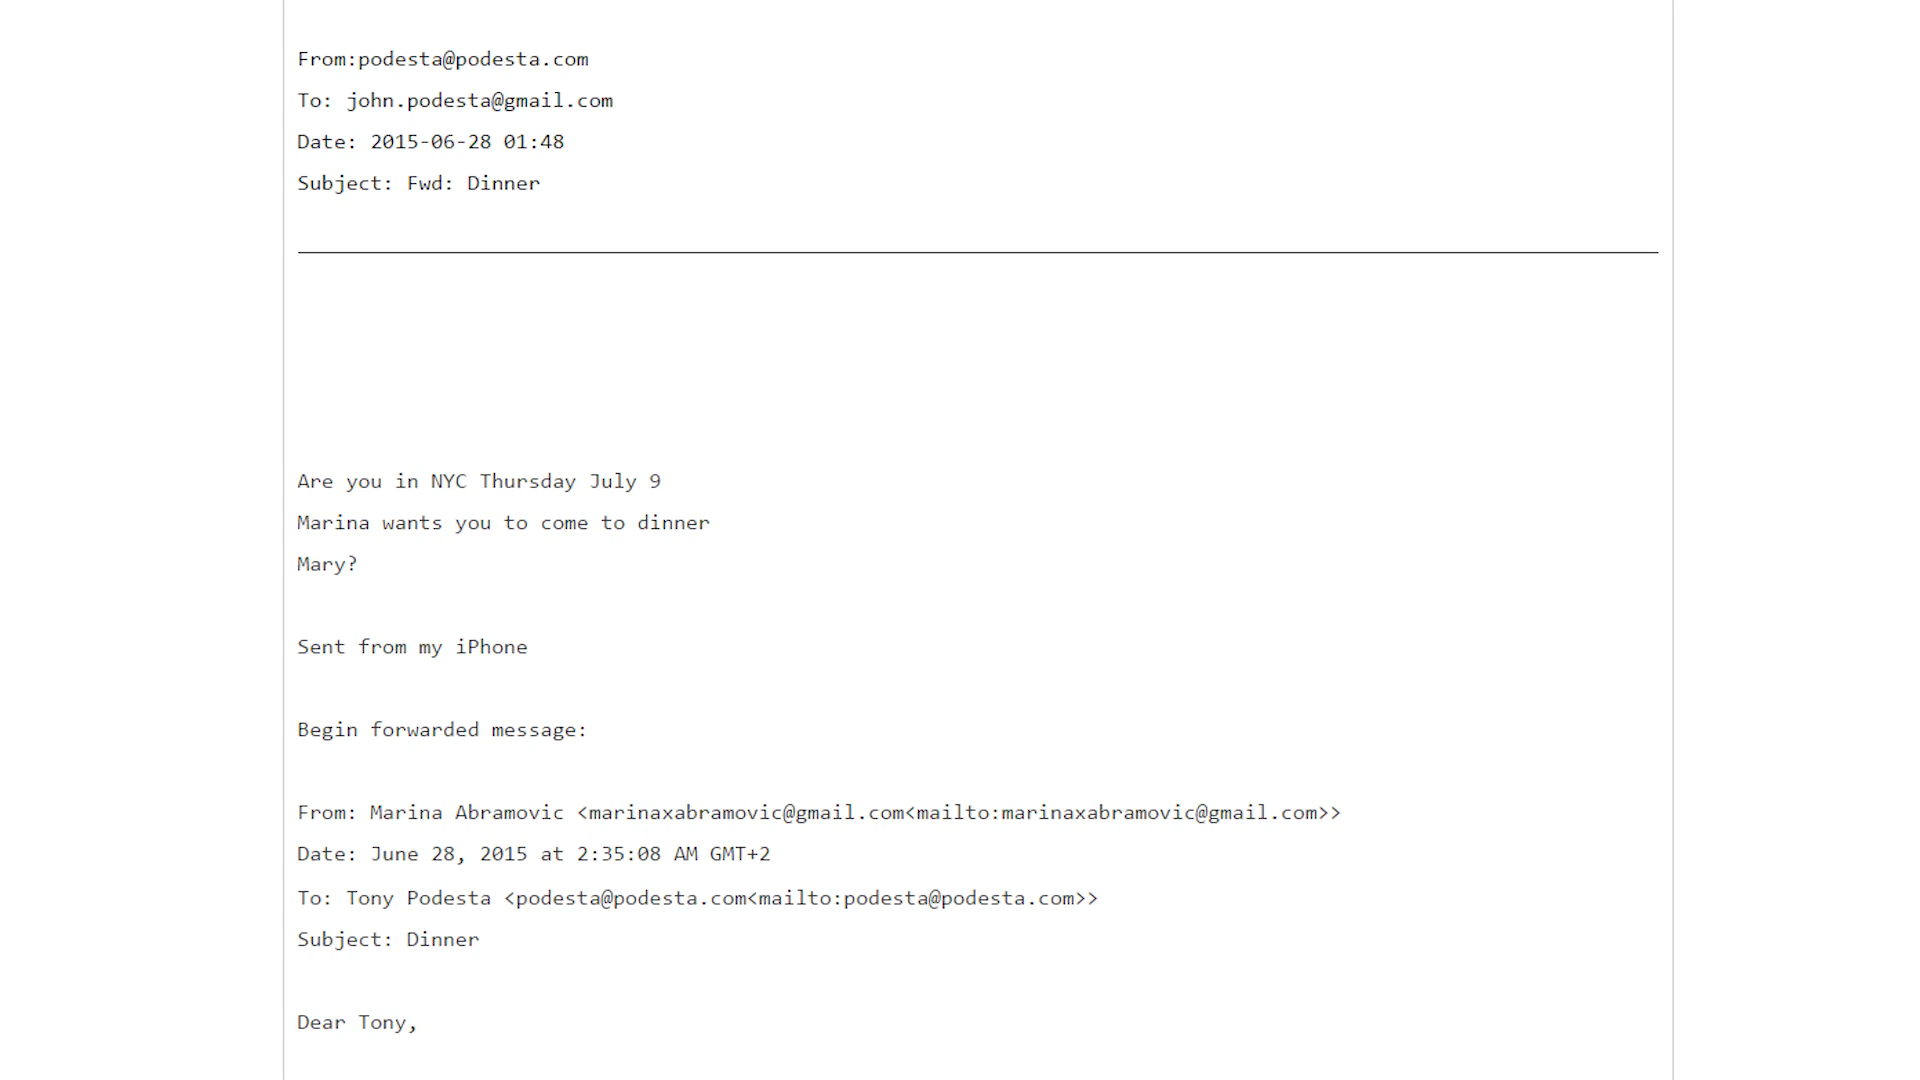 From:podesta@podesta.com
To: john.podesta@gmail.com
Date: 2015-06-28 01:48
Subject: Fwd: Dinner
Are you in NYC Thursday July 9
Marina wants you to come to dinner
Mary?
Sent from my iPhone
Begin forwarded message:
From: Marina Abramovic <marinaxabramovic@gmail.com<mailto:marinaxabramovic@gmail.com>>
Date: June 28, 2015 at 2:35:08 AM GMT+2
To: Tony Podesta <podesta@podesta.com<mailto:podesta@podesta.com>>
Subject: Dinner
Dear Tony,